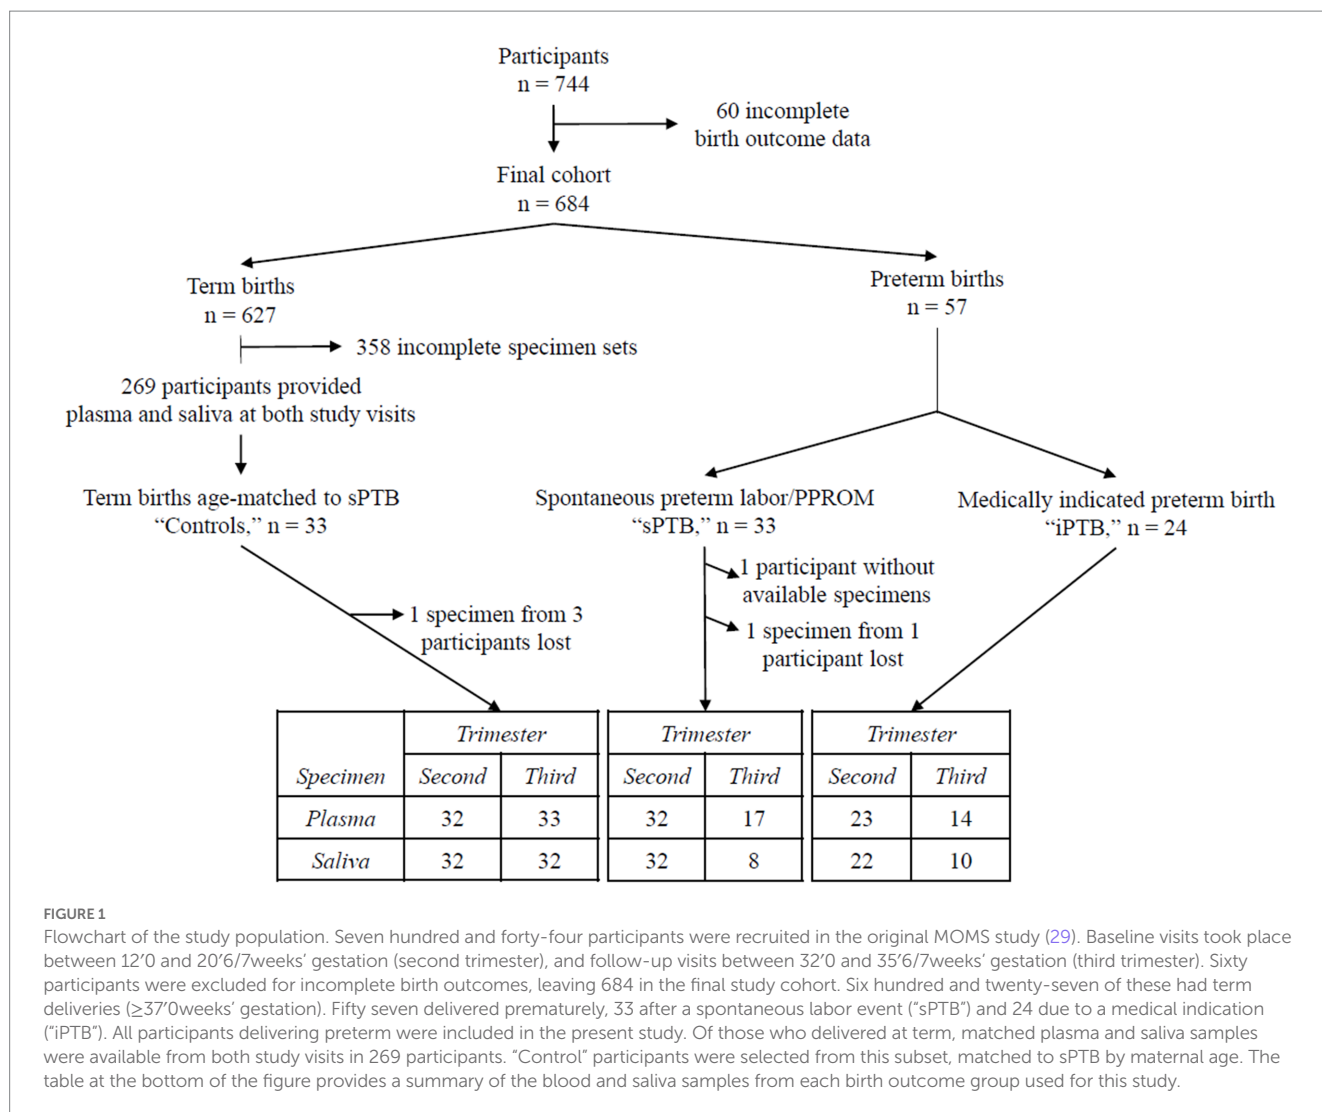 Participants
n = 744
60 incomplete
birth outcome data
Final cohort
n = 684
Term births
n = 627
Preterm births
n = 57
358 incomplete specimen sets
269 participants provided
plasma and saliva at both study visits
Term births age-matched to sPTB
“Controls,” n = 33
Spontaneous preterm labor/PPROM
“sPTB,” n = 33
Medically indicated preterm birth
“iPTB,” n = 24
1 participant without
available specimens
1 specimen from 3
participants lost
1 specimen from 1
participant lost
Trimester Trimester Trimester
Specimen Second Third Second Third Second Third
Plasma 32 33 32 17 23 14
Saliva 32 32 32 8 22 10
FIGURE 1
Flowchart of the study population. Seven hundred and forty-four participants were recruited in the original MOMS study (29). Baseline visits took place
between 12′0 and 20′6/7weeks’ gestation (second trimester), and follow-up visits between 32′0 and 35′6/7weeks’ gestation (third trimester). Sixty
participants were excluded for incomplete birth outcomes, leaving 684 in the final study cohort. Six hundred and twenty-seven of these had term
deliveries (≥37′0weeks’ gestation). Fifty seven delivered prematurely, 33 after a spontaneous labor event (“sPTB”) and 24 due to a medical indication
(“iPTB”). All participants delivering preterm were included in the present study. Of those who delivered at term, matched plasma and saliva samples
were available from both study visits in 269 participants. “Control” participants were selected from this subset, matched to sPTB by maternal age. The
table at the bottom of the figure provides a summary of the blood and saliva samples from each birth outcome group used for this study.